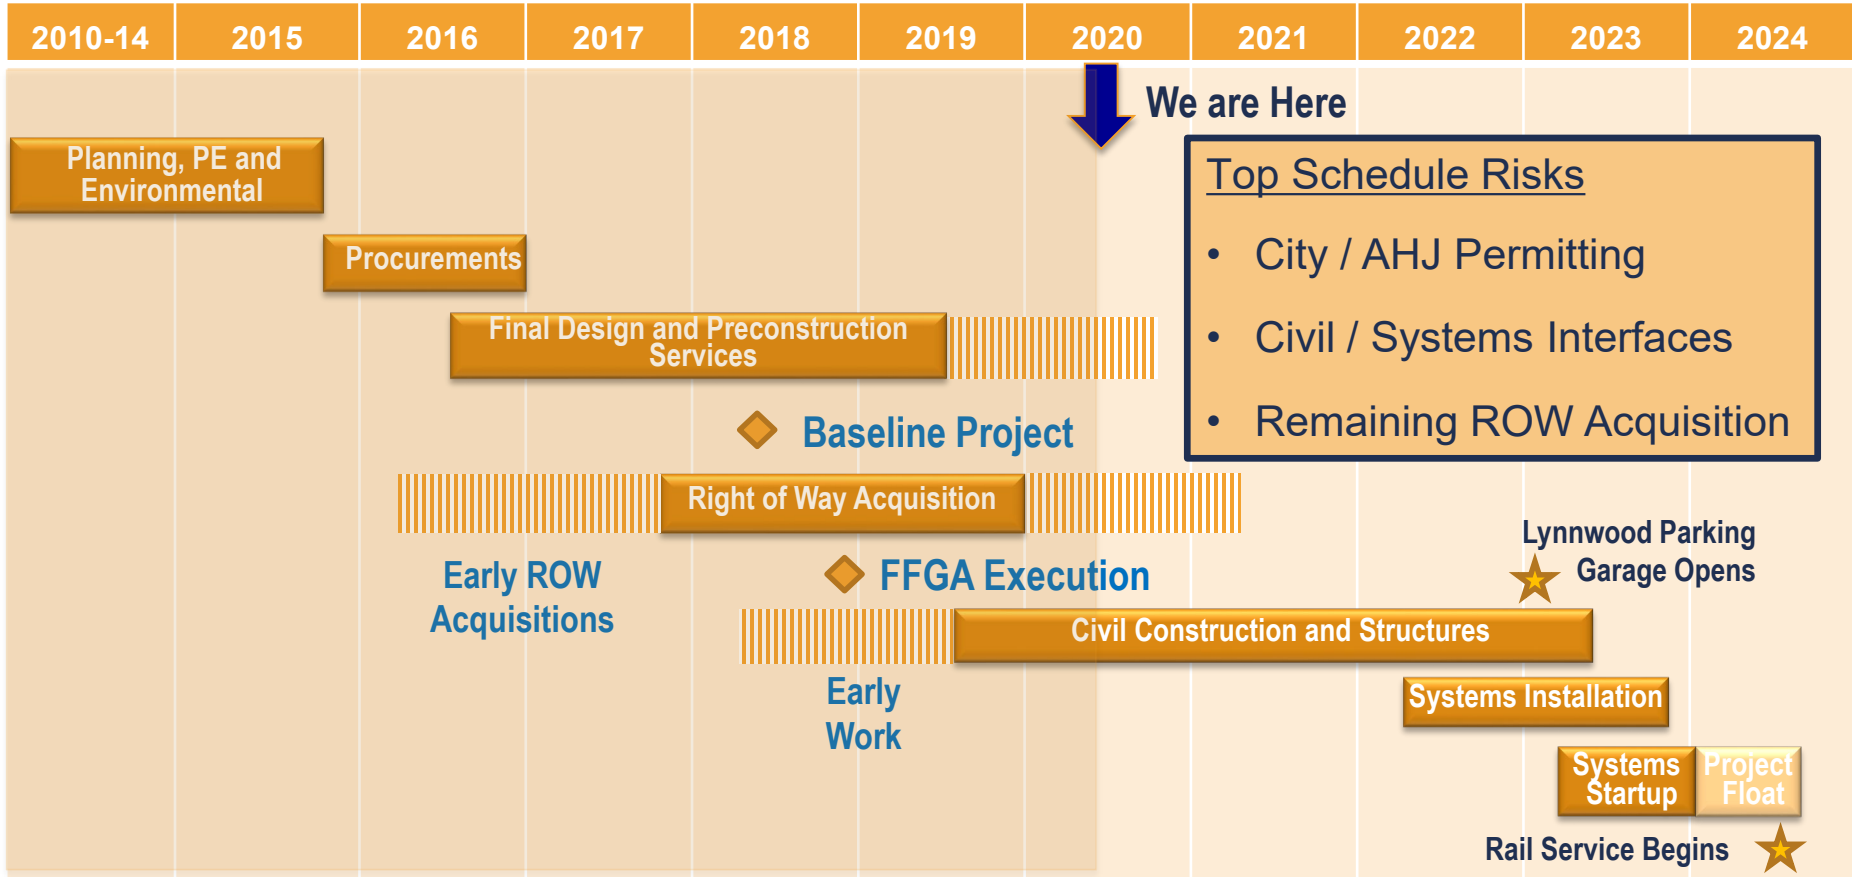 2010-14 2015 2016 2017 2018 2019 2020 2021 2022 2023 2024
We are Here
Planning, PE and
Environmental
Top Schedule Risks
• City / AHJ Permitting
• Civil / Systems Interfaces
• Remaining ROW Acquisition
Procurements
Final Design and Preconstruction
Services
Baseline Project
Right of Way Acquisition
Early ROW
Acquisitions
FFGA Execution
Lynnwood Parking
Garage Opens
Civil Construction and Structures
Early
Work
Systems Installation
Systems
Startup
Project
Float
Rail Service Begins